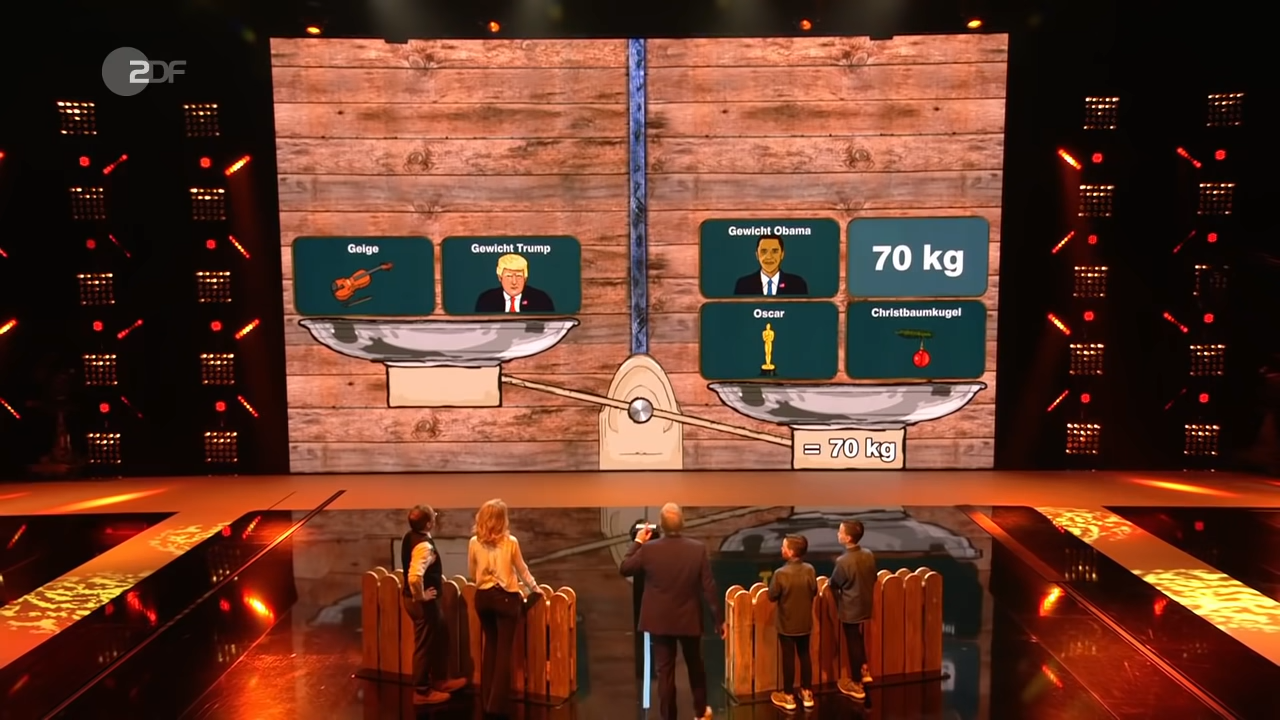 2DF
Geige
Gewicht Trump
Gewicht Obama
70 kg
Oscar
Christbaumkugel
= 70 kg